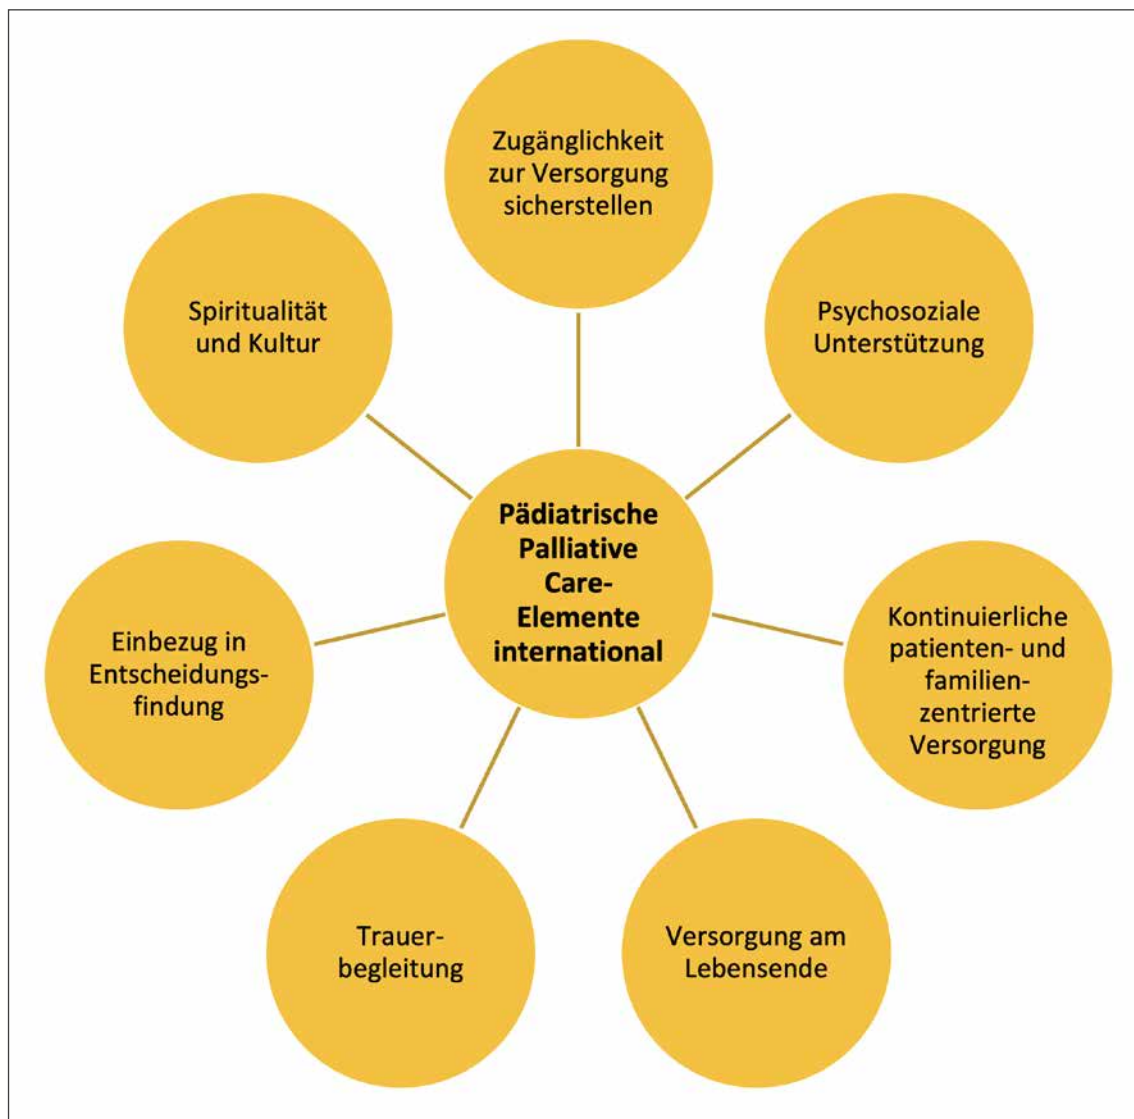 Zugänglichkeit
zur Versorgung
sicherstellen
Spiritualität
und Kultur
Psychosoziale
Unterstützung
Pädiatrische
Palliative
Care-
Elemente
international
Einbezug in
Entscheidungs-
findung
Kontinuierliche
patienten- und
familien-
zentrierte
Versorgung
Trauer-
begleitung
Versorgung am
Lebensende